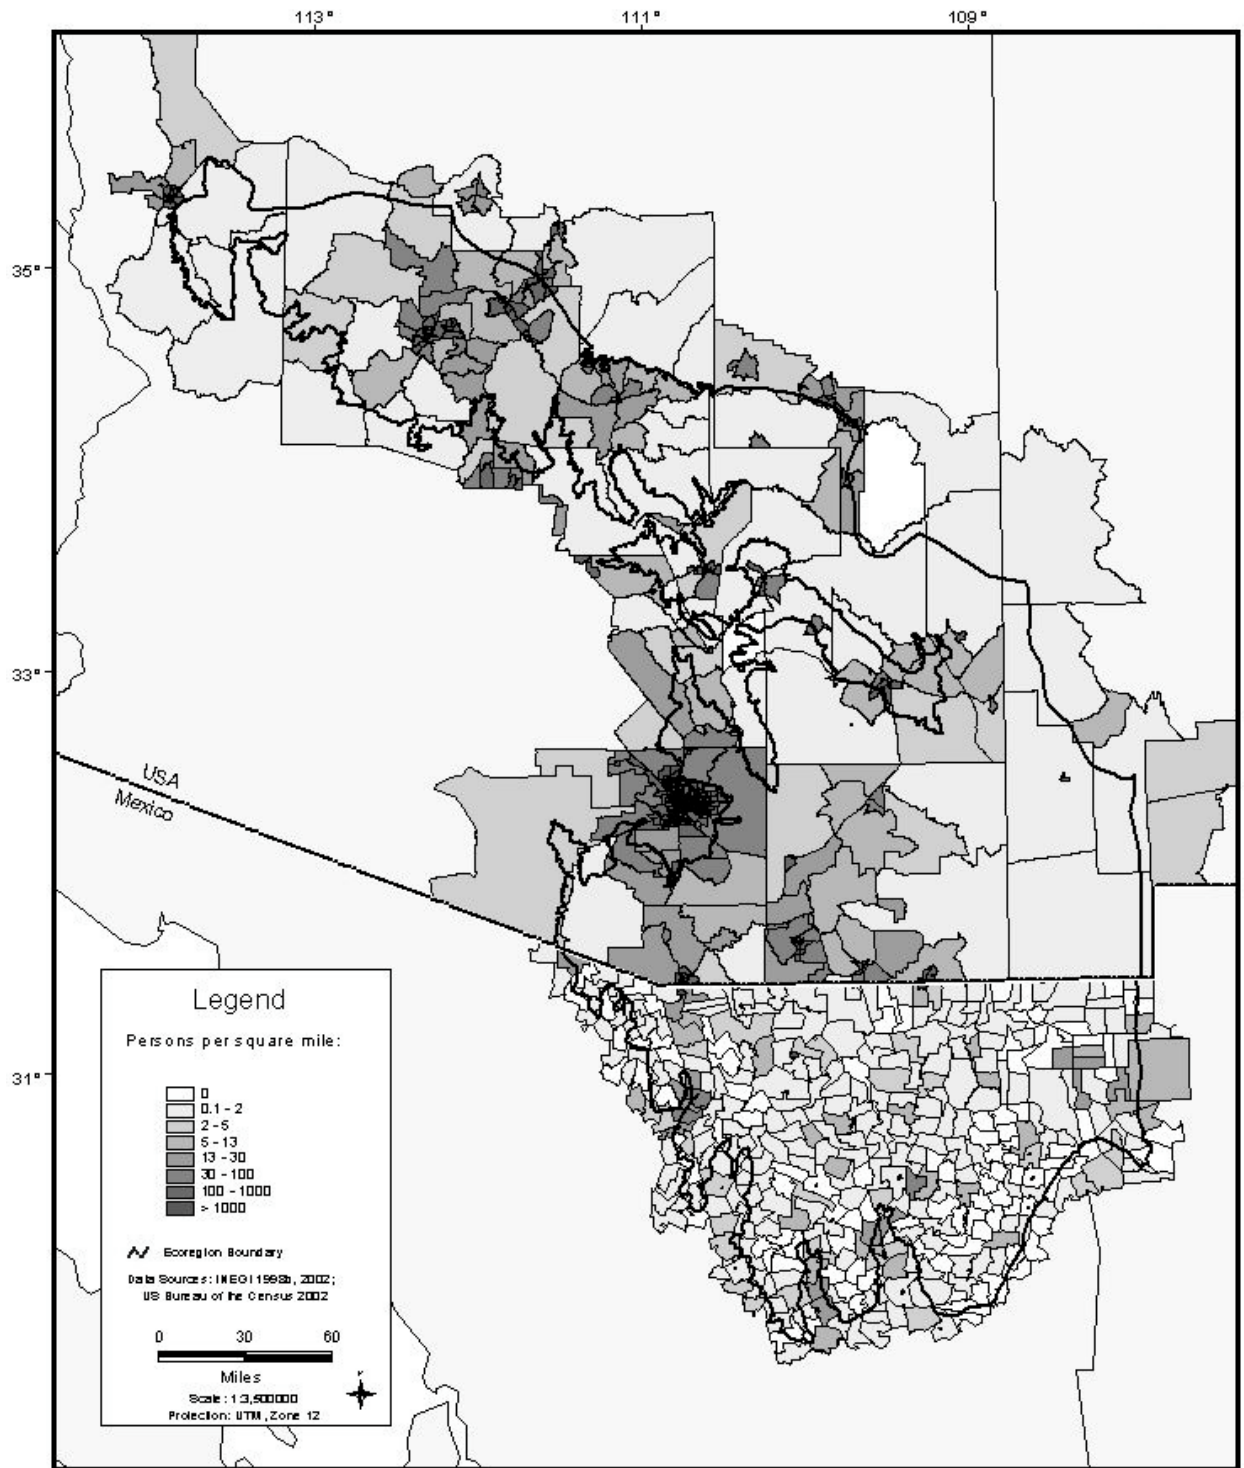 113°
111°
109°
35°
33°
31°
USA
Mexico
Legend
Persons per square mile:
0
0.1 - 2
2 - 5
5 - 13
13 - 30
30 - 100
100 - 1000
> 1000
Ecoregion Boundary
Data Sources: INEGI 1998b, 2002;
US Bureau of the Census 2002
0 30 60
Miles
Scale: 1:3,500000
Projection: UTM, Zone 12